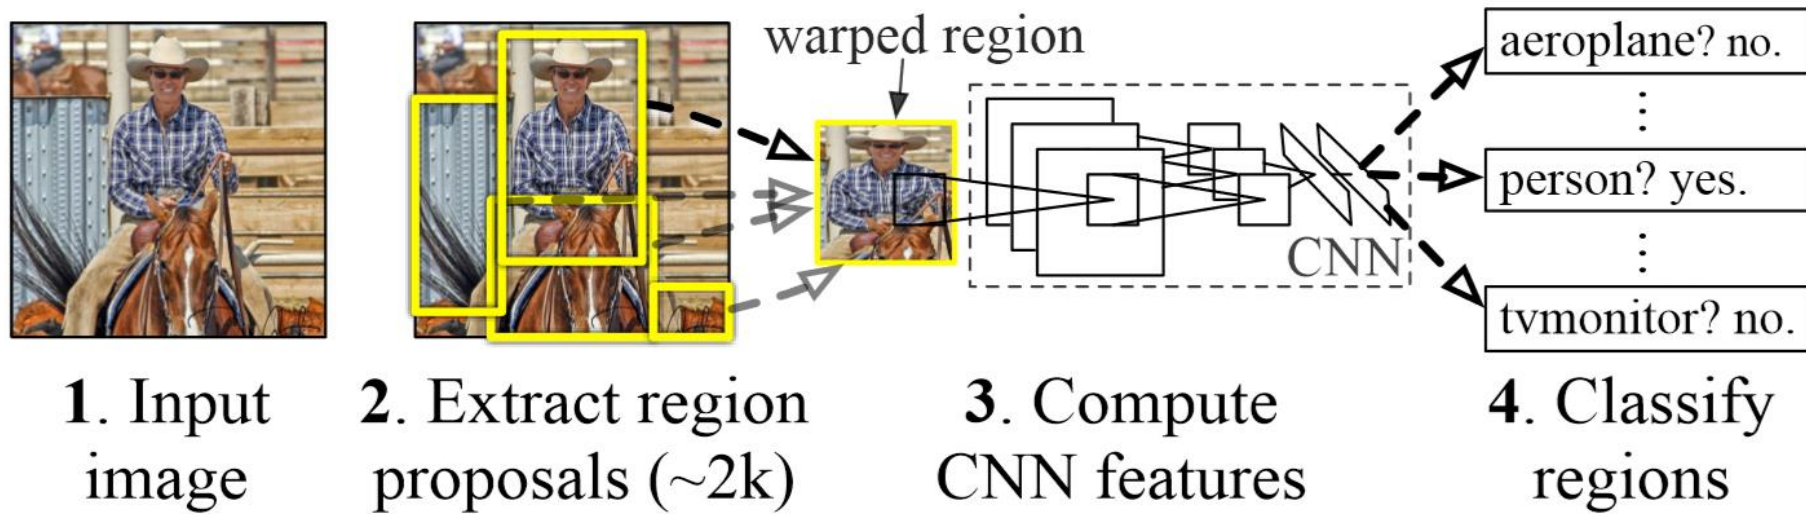 warped region
aeroplane? no.
person? yes.
CNN
tvmonitor? no.
1. Input
image
2. Extract region
proposals (~2k)
3. Compute
CNN features
4. Classify
regions